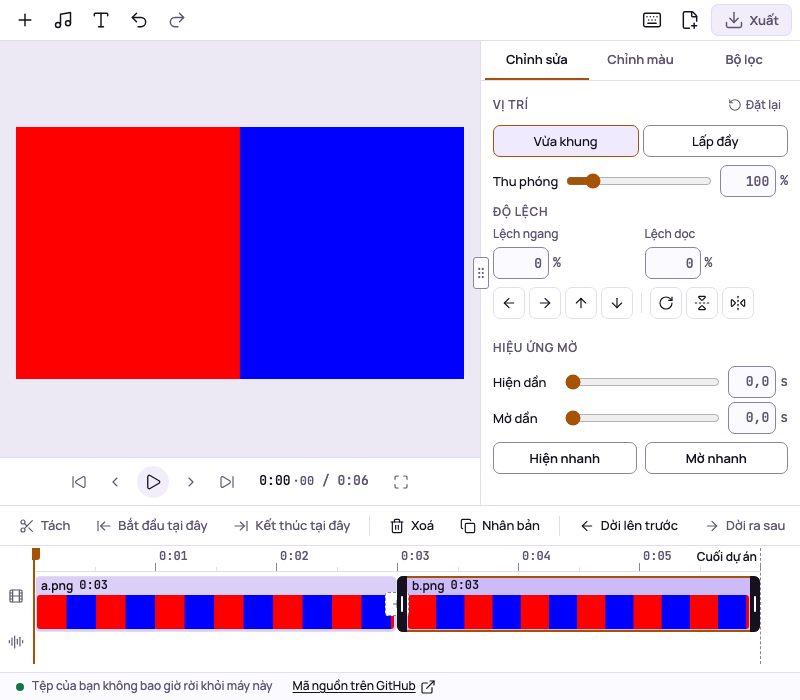 Xuất
Chỉnh sửa
Chỉnh màu
Bộ lọc
VỊ TRÍ
Đặt lại
Vừa khung
Lấp đầy
Thu phóng
100 %
ĐỘ LỆCH
Lệch ngang
Lệch dọc
0 %
0 %
HIỆU ỨNG MỜ
Hiện dần
0,0 s
Mờ dần
0,0 s
Hiện nhanh
Mờ nhanh
0:00.00 / 0:06
Tách
Bắt đầu tại đây
Kết thúc tại đây
Xoá
Nhân bản
Dời lên trước
Dời ra sau
0:01
0:02
0:03
0:04
0:05
Cuối dự án
a.png 0:03
b.png 0:03
Tệp của bạn không bao giờ rời khỏi máy này
Mã nguồn trên GitHub